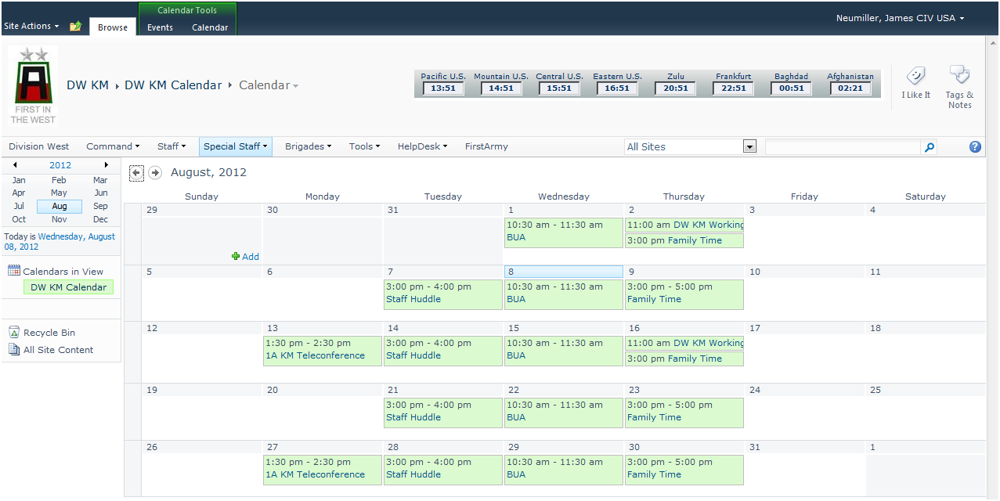 Calendar Tools
Site Actions Browse Events Calendar Neumiller, James CIV USA
A
FIRST IN
THE WEST
DW KM DW KM Calendar Calendar
Pacific U.S. Mountain U.S. Central U.S. Eastern U.S. Zulu Frankfurt Baghdad Afghanistan
13:51 14:51 15:51 16:51 20:51 22:51 00:51 02:21
I Like It Tags &
Notes
Division West Command Staff Special Staff Brigades Tools HelpDesk FirstArmy All Sites ?
2012
Jan Feb Mar
Apr May Jun
Jul Aug Sep
Oct Nov Dec
Today is Wednesday, August
08, 2012
Calendars in View
DW KM Calendar
Recycle Bin
All Site Content
August, 2012
Sunday Monday Tuesday Wednesday Thursday Friday Saturday
29 30 31 1 2 3 4
10:30 am - 11:30 am 11:00 am DW KM Working
BUA 3:00 pm Family Time
Add
5 6 7 8 9 10 11
3:00 pm - 4:00 pm 10:30 am - 11:30 am 3:00 pm - 5:00 pm
Staff Huddle BUA Family Time
12 13 14 15 16 17 18
1:30 pm - 2:30 pm 3:00 pm - 4:00 pm 10:30 am - 11:30 am 11:00 am DW KM Working
1A KM Teleconference Staff Huddle BUA 3:00 pm Family Time
19 20 21 22 23 24 25
3:00 pm - 4:00 pm 10:30 am - 11:30 am 3:00 pm - 5:00 pm
Staff Huddle BUA Family Time
26 27 28 29 30 31 1
1:30 pm - 2:30 pm 3:00 pm - 4:00 pm 10:30 am - 11:30 am 3:00 pm - 5:00 pm
1A KM Teleconference Staff Huddle BUA Family Time